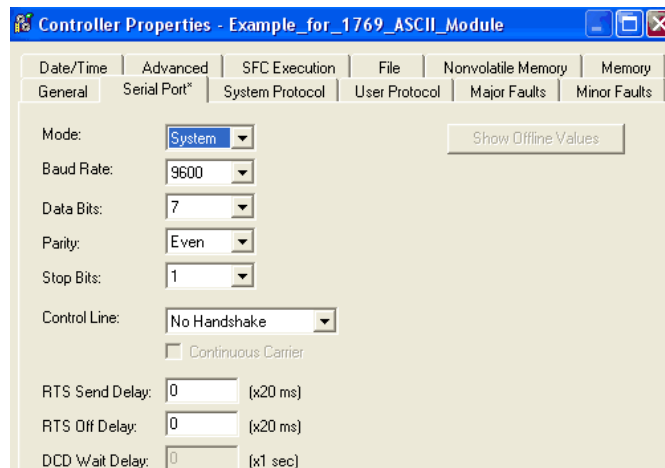 Controller Properties - Example_for_1769_ASCII_Module
Date/Time Advanced SFC Execution File Nonvolatile Memory Memory
General Serial Port* System Protocol User Protocol Major Faults Minor Faults
Mode: System Show Offline Values
Baud Rate: 9600
Data Bits: 7
Parity: Even
Stop Bits: 1
Control Line: No Handshake
Continuous Carrier
RTS Send Delay: 0 (x20 ms)
RTS Off Delay: 0 (x20 ms)
DCD Wait Delay: 0 (x1 sec)